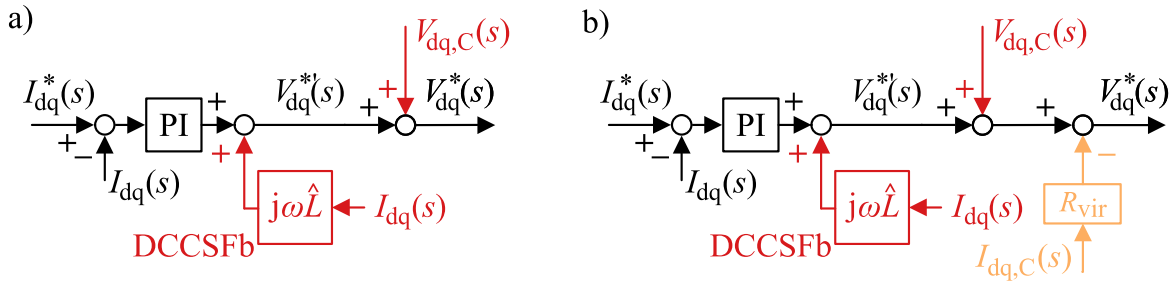 a)
V_dq,C(s)
I*_dq(s)
+
−
PI
+
+
V*'_dq(s)
+
+
V*_dq(s)
I_dq(s)
jωL̂
I_dq(s)
DCCSFb
b)
V_dq,C(s)
I*_dq(s)
+
−
PI
+
+
V*'_dq(s)
+
+
+
V*_dq(s)
−
I_dq(s)
jωL̂
I_dq(s)
R_vir
DCCSFb
I_dq,C(s)